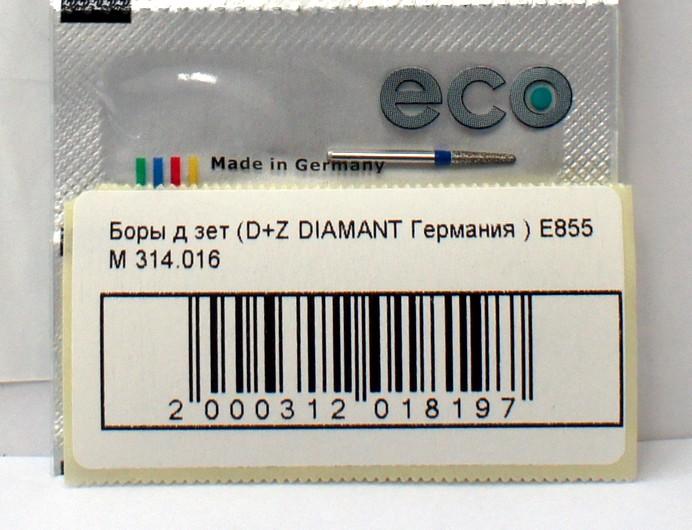 eco
Made in Germany
Боры д зет (D+Z DIAMANT Германия ) E855
M 314.016
2 000312 018197